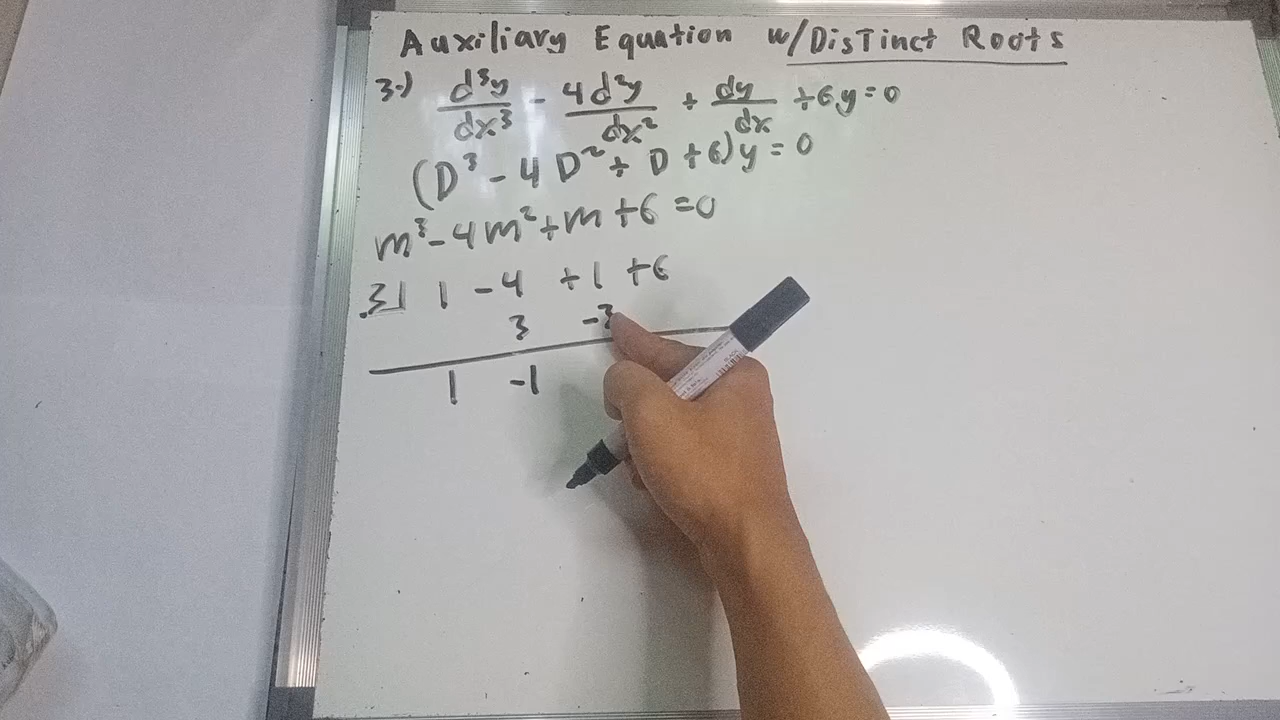 Auxiliary Equation w/Distinct Roots
3.) d³y/dx³ - 4d²y/dx² + dy/dx + 6y = 0
(D³ - 4D² + D + 6)y = 0
m³ - 4m² + m + 6 = 0
3| 1 - 4 + 1 + 6
3 -3
1 -1